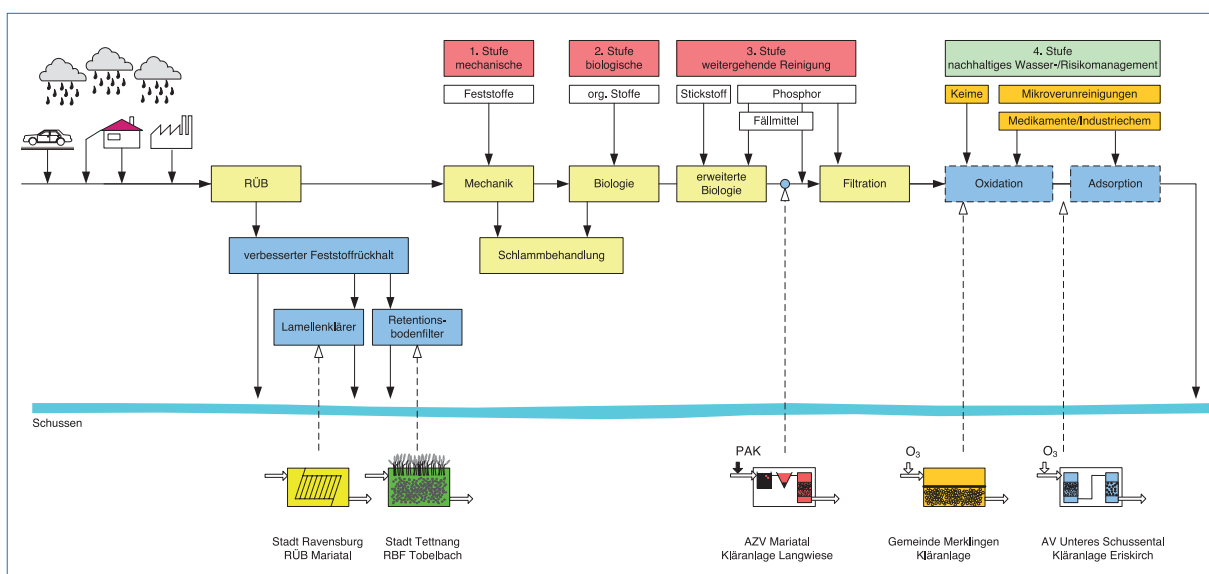 1. Stufe
mechanische
2. Stufe
biologische
3. Stufe
weitergehende Reinigung
4. Stufe
nachhaltiges Wasser-/Risikomanagement
Feststoffe
org. Stoffe
Stickstoff
Phosphor
Keime
Mikroverunreinigungen
Fällmittel
Medikamente/Industriechem
RÜB
Mechanik
Biologie
erweiterte
Biologie
Filtration
Oxidation
Adsorption
verbesserter Feststoffrückhalt
Schlammbehandlung
Lamellenklärer
Retentions-
bodenfilter
Schussen
PAK
O3
O3
Stadt Ravensburg
RÜB Mariatal
Stadt Tettnang
RBF Tobelbach
AZV Mariatal
Kläranlage Langwiese
Gemeinde Merklingen
Kläranlage
AV Unteres Schussental
Kläranlage Eriskirch